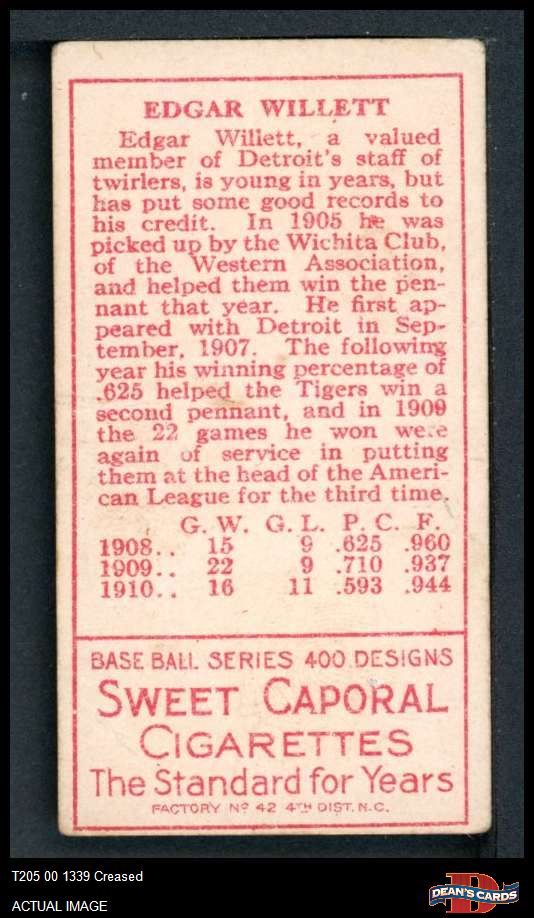 EDGAR WILLETT
Edgar Willett, a valued
member of Detroit's staff of
twirlers, is young in years, but
has put some good records to
his credit. In 1905 he was
picked up by the Wichita Club,
of the Western Association,
and helped them win the pen-
nant that year. He first ap-
peared with Detroit in Sep-
tember, 1907. The following
year his winning percentage of
.625 helped the Tigers win a
second pennant, and in 1909
the 22 games he won were
again of service in putting
them at the head of the Ameri-
can League for the third time.
G. W. G. L. P. C. F.
1908.. 15 9 .625 .960
1909.. 22 9 .710 .937
1910.. 16 11 .593 .944
BASE BALL SERIES 400 DESIGNS
SWEET CAPORAL
CIGARETTES
The Standard for Years
FACTORY Nº 42 4TH DIST. N.C.
T205 00 1339 Creased
ACTUAL IMAGE
D
DEAN'S CARDS